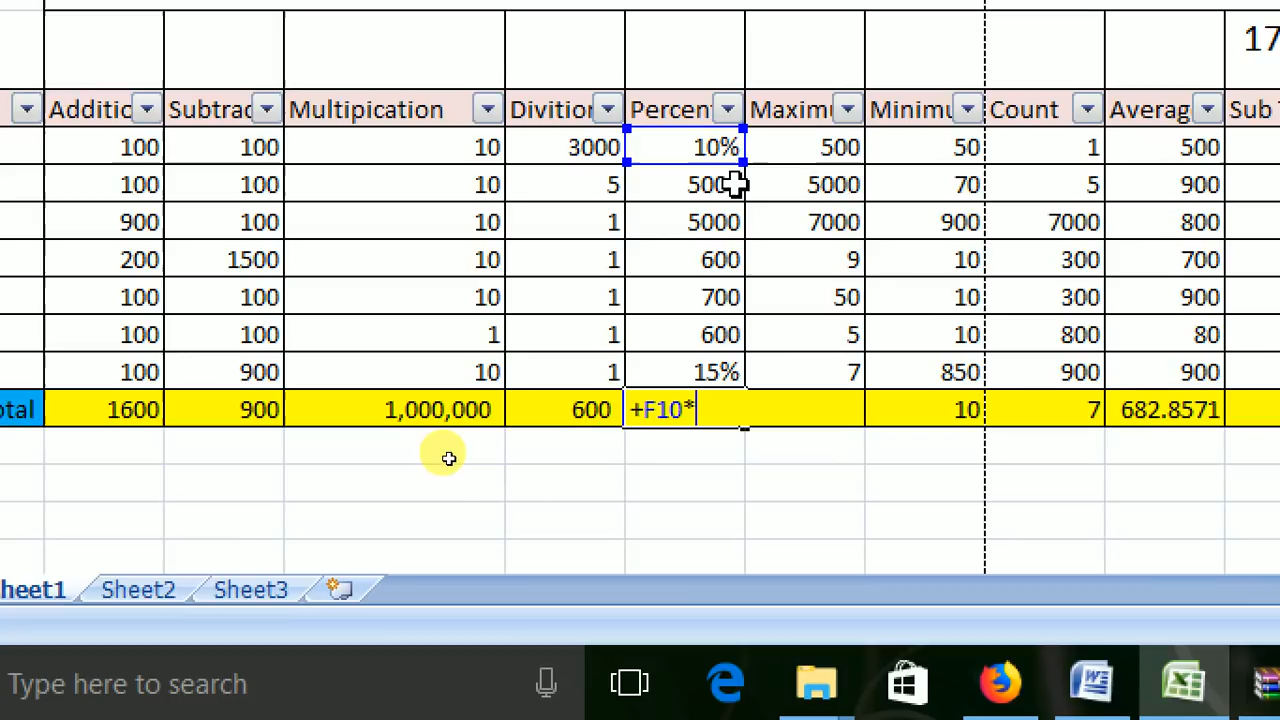 17
Additic Subtrac Multipication Divition Percent Maximu Minimu Count Averag Sub
100 100 10 3000 10% 500 50 1 500
100 100 10 5 500 5000 70 5 900
900 100 10 1 5000 7000 900 7000 800
200 1500 10 1 600 9 10 300 700
100 100 10 1 700 50 10 300 900
100 100 1 1 600 5 10 800 80
100 900 10 1 15% 7 850 900 900
otal 1600 900 1,000,000 600 +F10* 10 7 682.8571
heet1 Sheet2 Sheet3
Type here to search